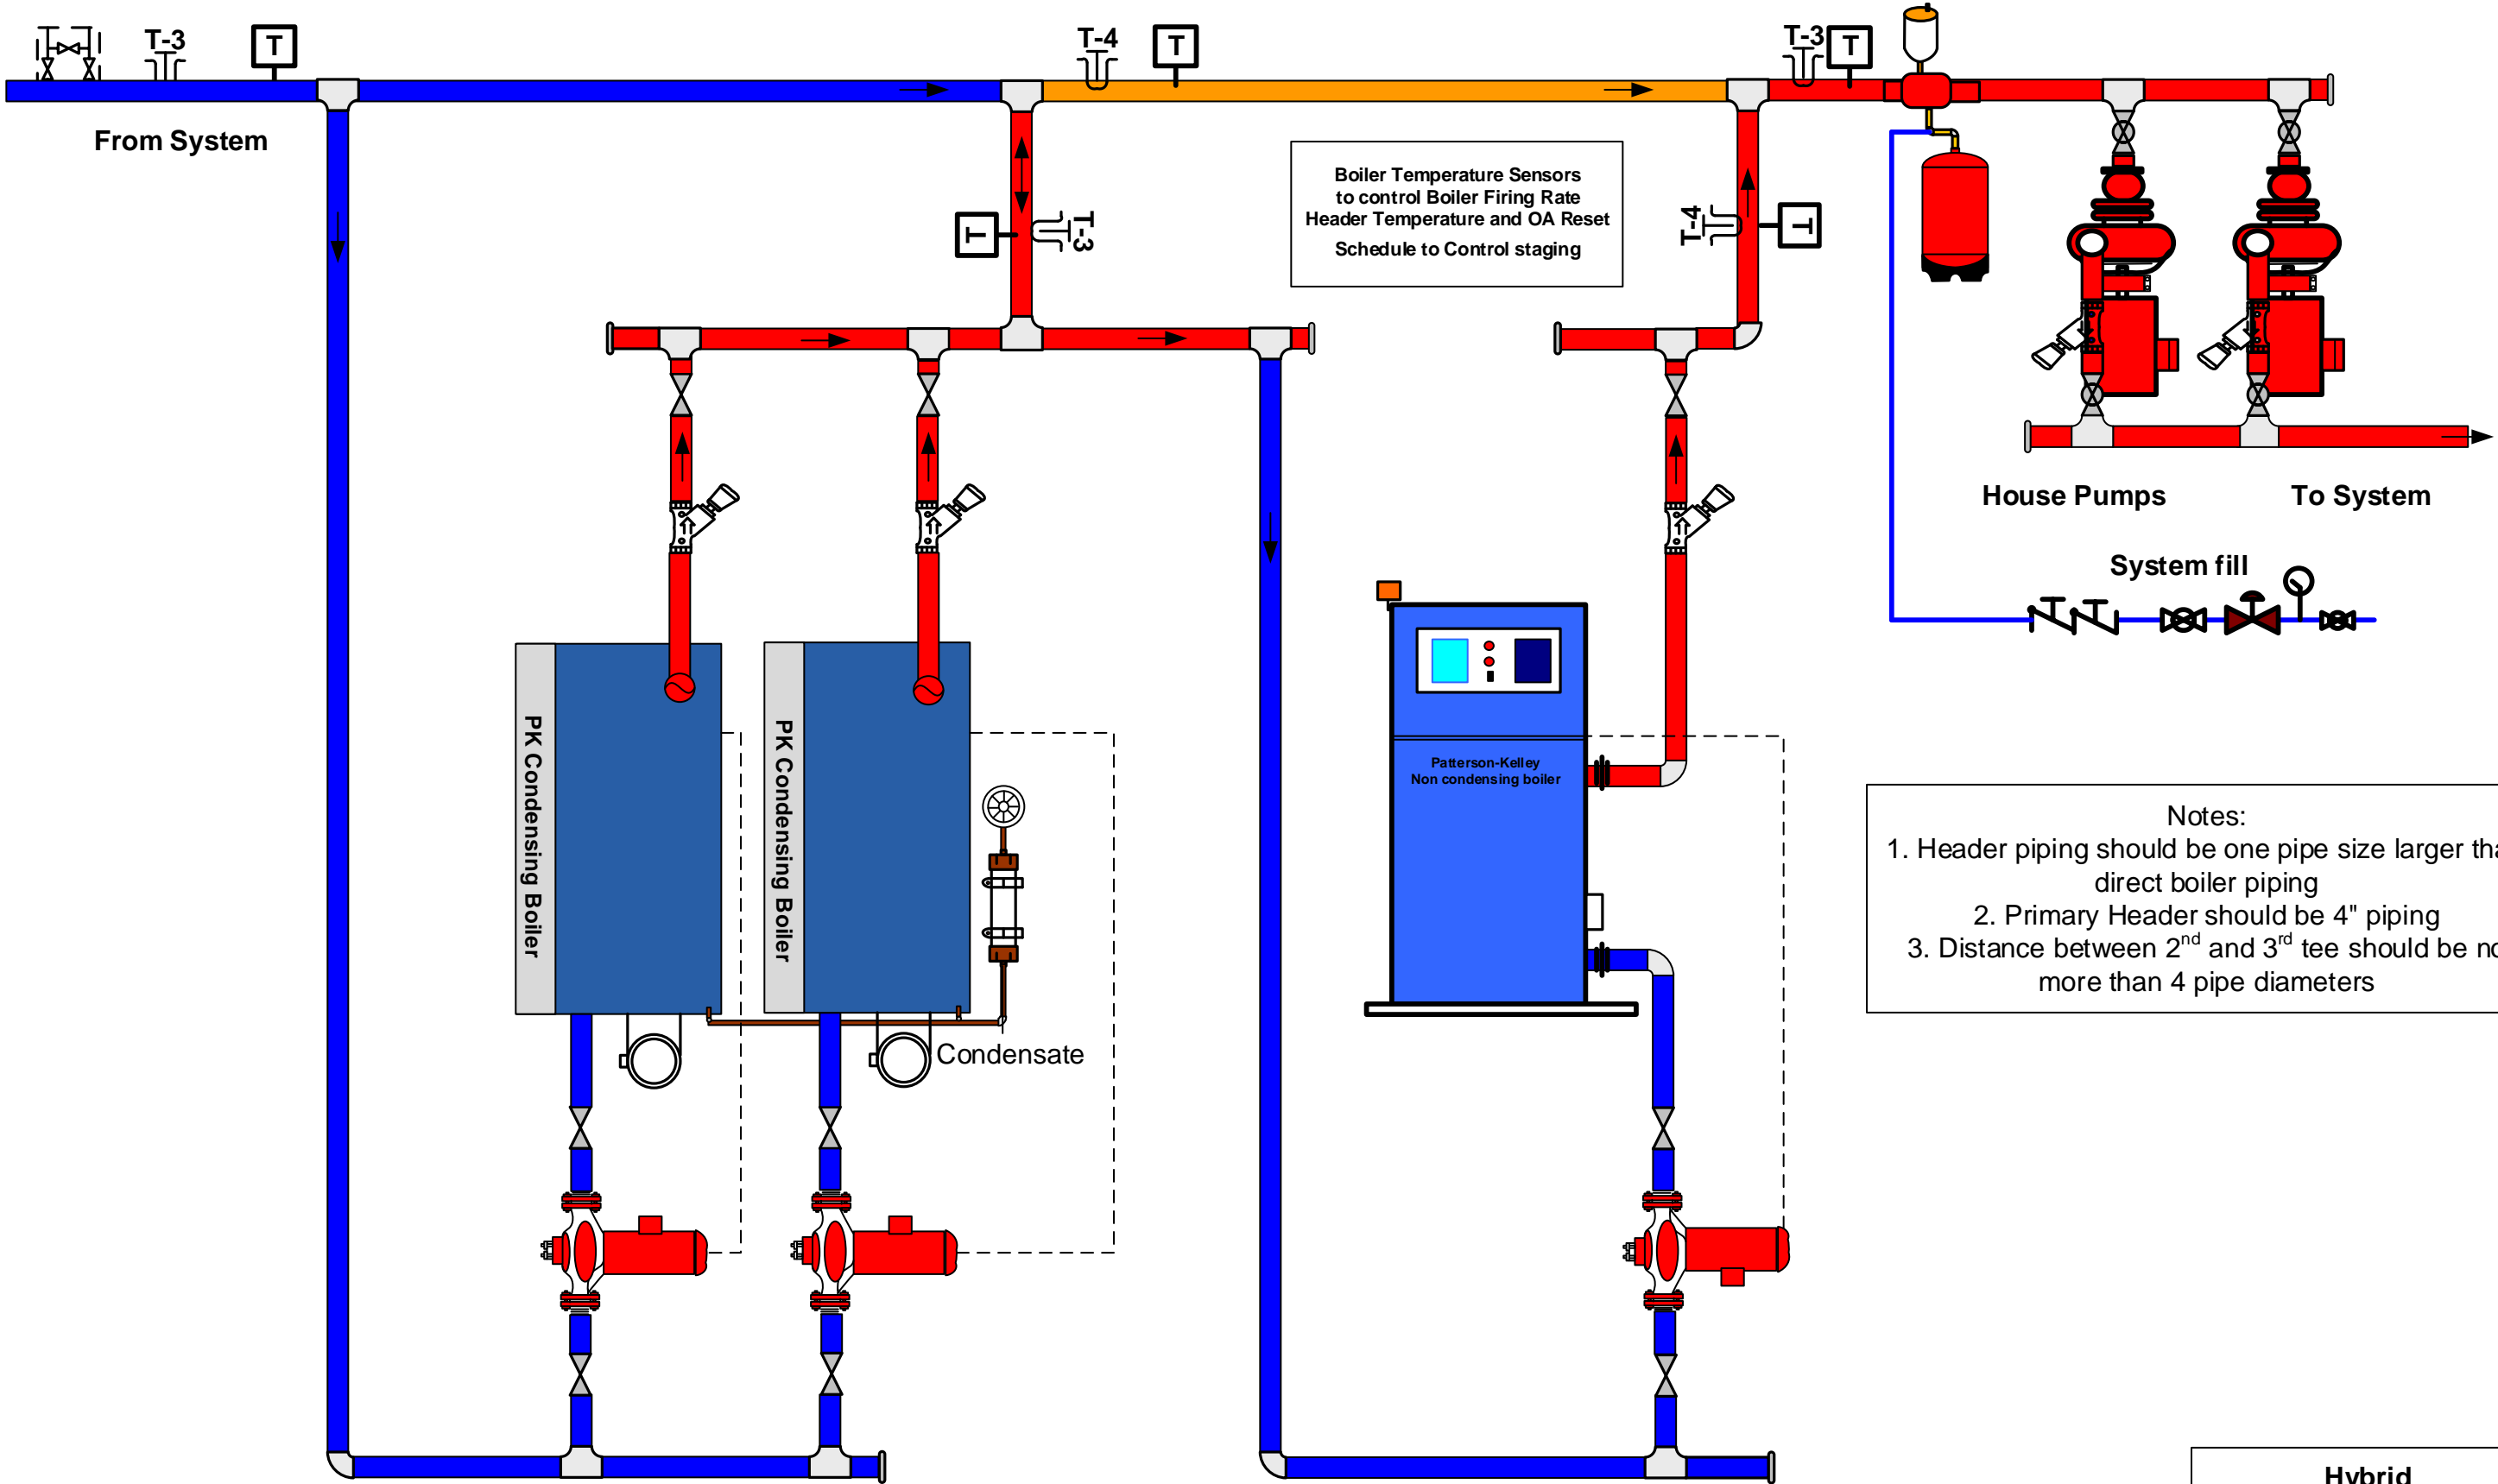 T-3
T
T-4
T
T-3
T
From System
Boiler Temperature Sensors
to control Boiler Firing Rate
Header Temperature and OA Reset
Schedule to Control staging
T
T-3
T-4
T
House Pumps
To System
System fill
PK Condensing Boiler
PK Condensing Boiler
Patterson-Kelley
Non condensing boiler
Condensate
Notes:
1. Header piping should be one pipe size larger tha
direct boiler piping
2. Primary Header should be 4" piping
3. Distance between 2nd and 3rd tee should be no
more than 4 pipe diameters
Hybrid